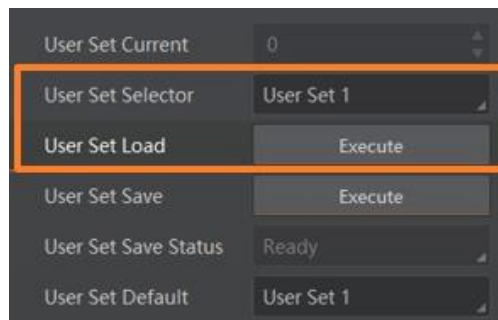 User Set Current 0
User Set Selector User Set 1
User Set Load Execute
User Set Save Execute
User Set Save Status Ready
User Set Default User Set 1